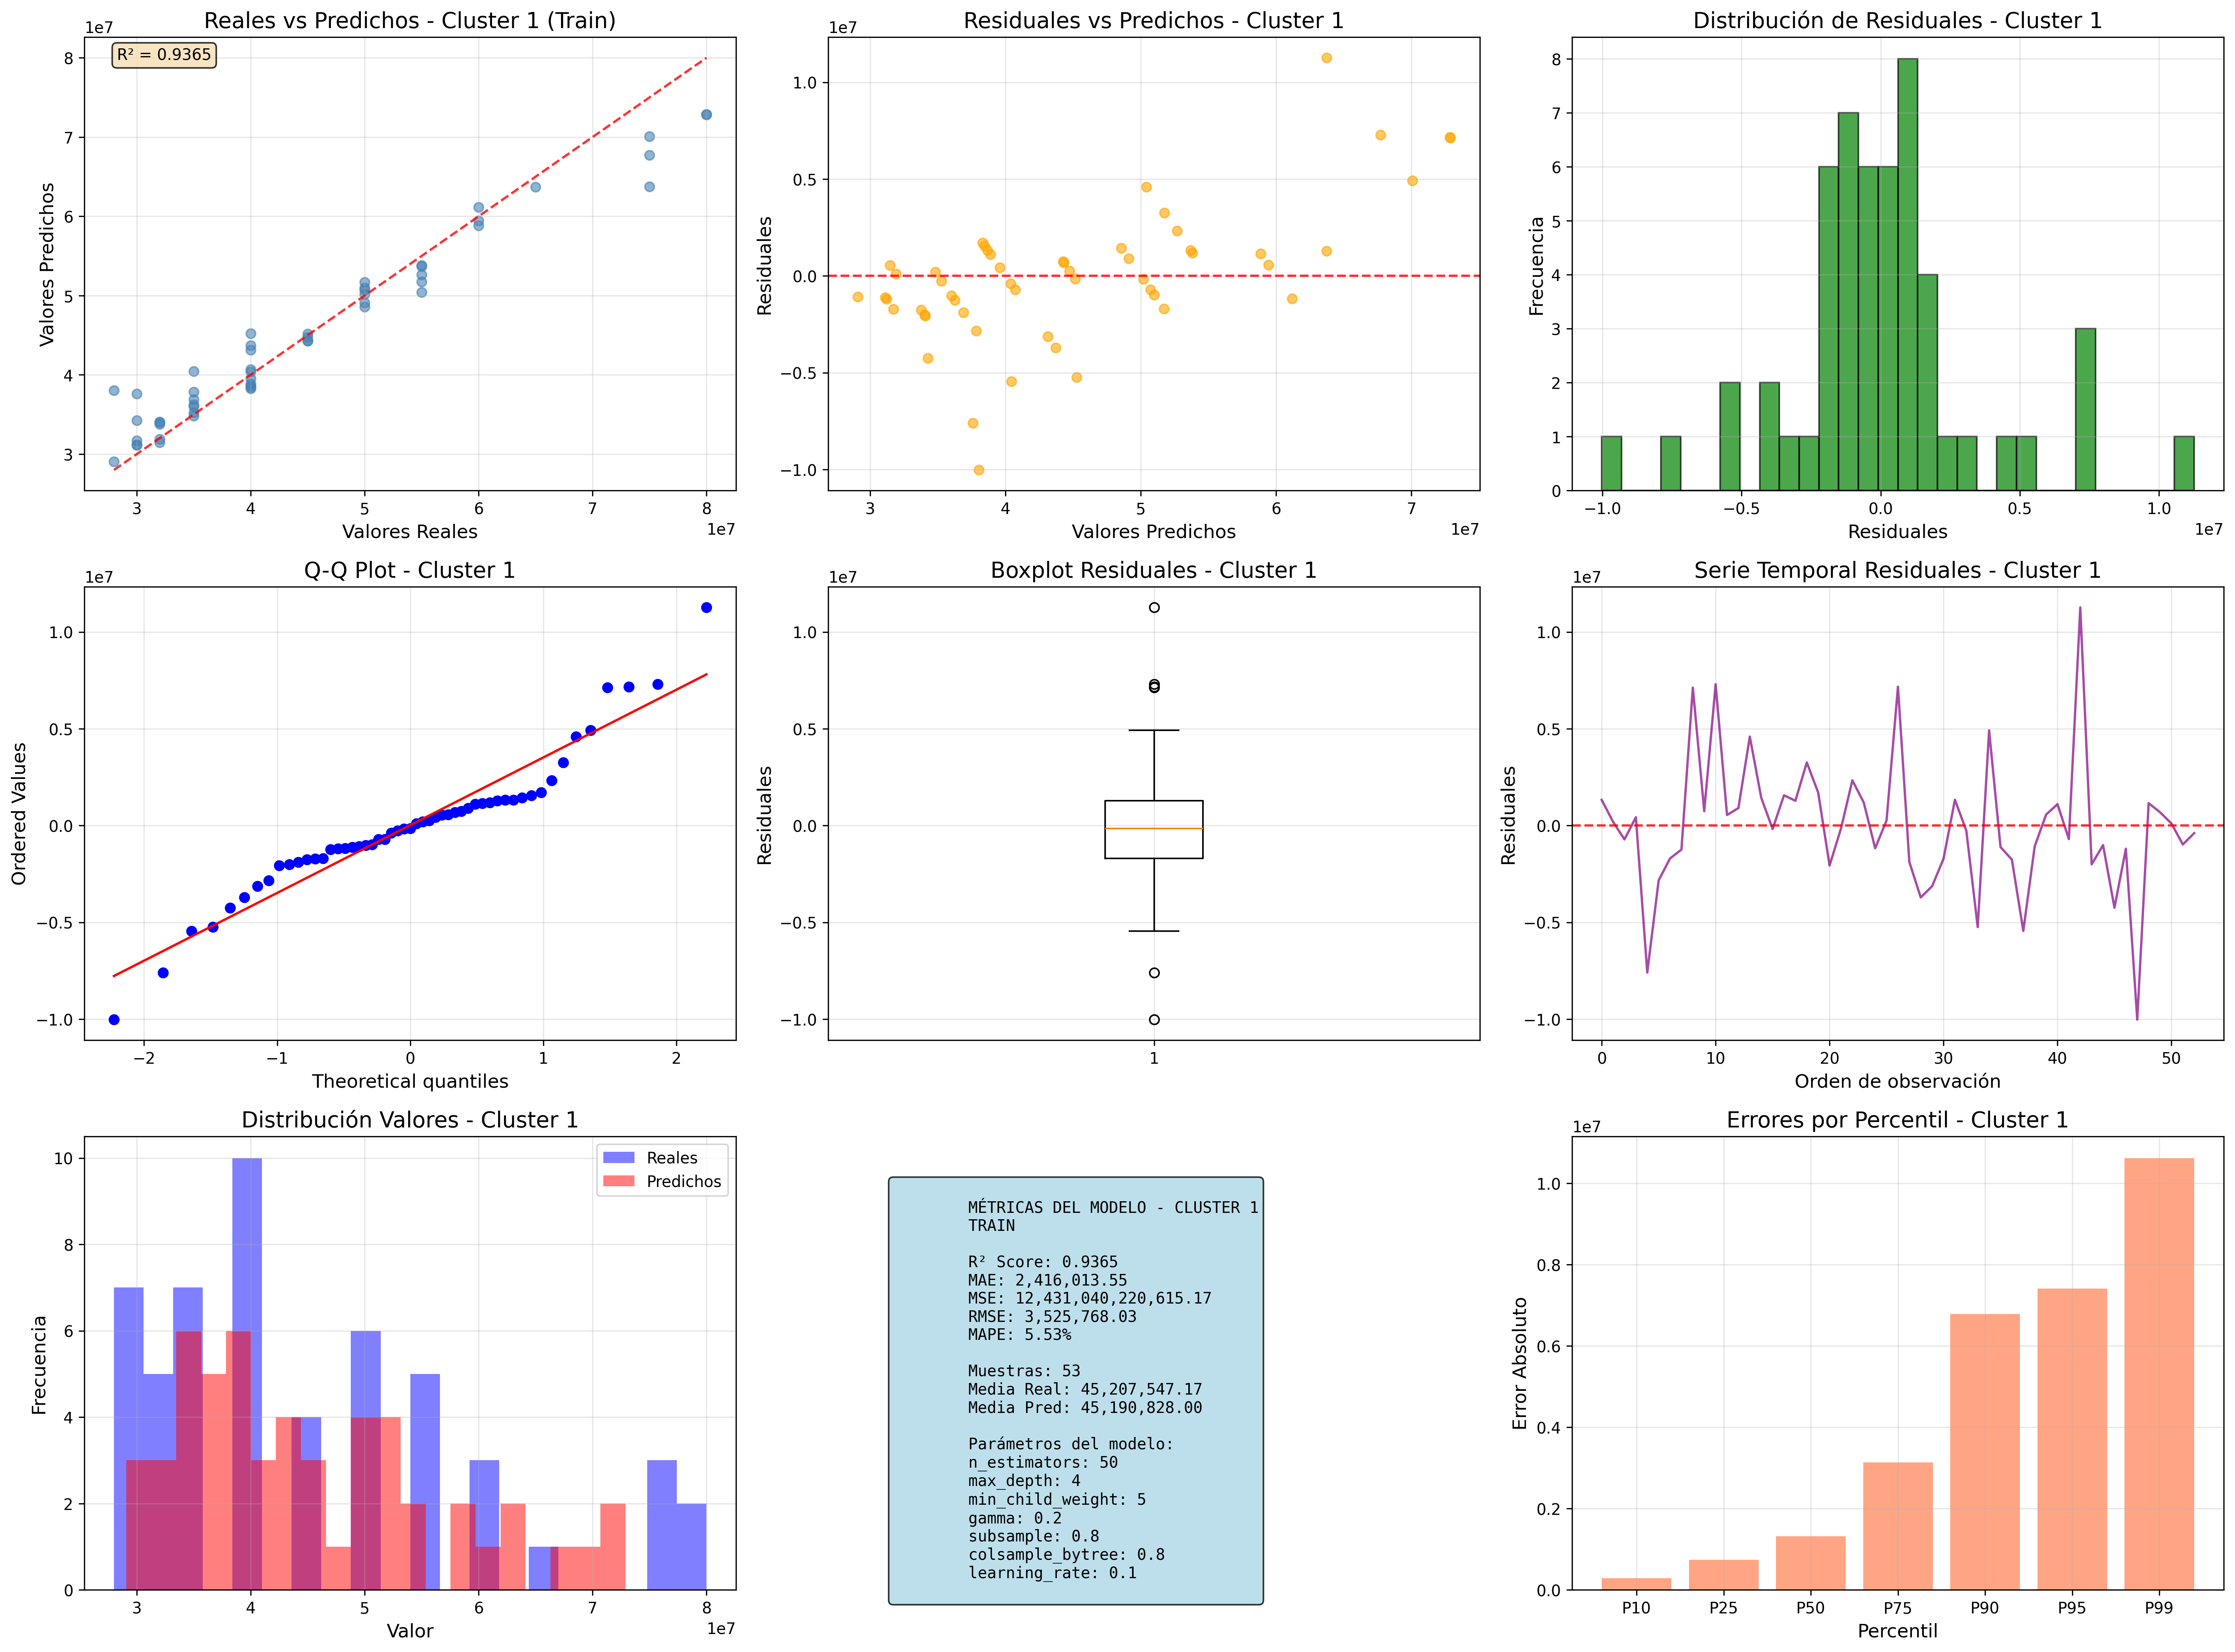 Reales vs Predichos - Cluster 1 (Train)
1e7
R² = 0.9365
8
7
6
5
4
3
Valores Predichos
3 4 5 6 7 8
1e7
Valores Reales
Residuales vs Predichos - Cluster 1
1e7
1.0
0.5
0.0
−0.5
−1.0
Residuales
3 4 5 6 7
1e7
Valores Predichos
Distribución de Residuales - Cluster 1
8
7
6
5
4
3
2
1
0
Frecuencia
−1.0 −0.5 0.0 0.5 1.0
1e7
Residuales
Q-Q Plot - Cluster 1
1e7
1.0
0.5
0.0
−0.5
−1.0
Ordered Values
−2 −1 0 1 2
Theoretical quantiles
Boxplot Residuales - Cluster 1
1e7
1.0
0.5
0.0
−0.5
−1.0
Residuales
1
Serie Temporal Residuales - Cluster 1
1e7
1.0
0.5
0.0
−0.5
−1.0
Residuales
0 10 20 30 40 50
Orden de observación
Distribución Valores - Cluster 1
Reales
Predichos
10
8
6
4
2
0
Frecuencia
3 4 5 6 7 8
1e7
Valor
MÉTRICAS DEL MODELO - CLUSTER 1
TRAIN
R² Score: 0.9365
MAE: 2,416,013.55
MSE: 12,431,040,220,615.17
RMSE: 3,525,768.03
MAPE: 5.53%
Muestras: 53
Media Real: 45,207,547.17
Media Pred: 45,190,828.00
Parámetros del modelo:
n_estimators: 50
max_depth: 4
min_child_weight: 5
gamma: 0.2
subsample: 0.8
colsample_bytree: 0.8
learning_rate: 0.1
Errores por Percentil - Cluster 1
1e7
1.0
0.8
0.6
0.4
0.2
0.0
Error Absoluto
P10 P25 P50 P75 P90 P95 P99
Percentil